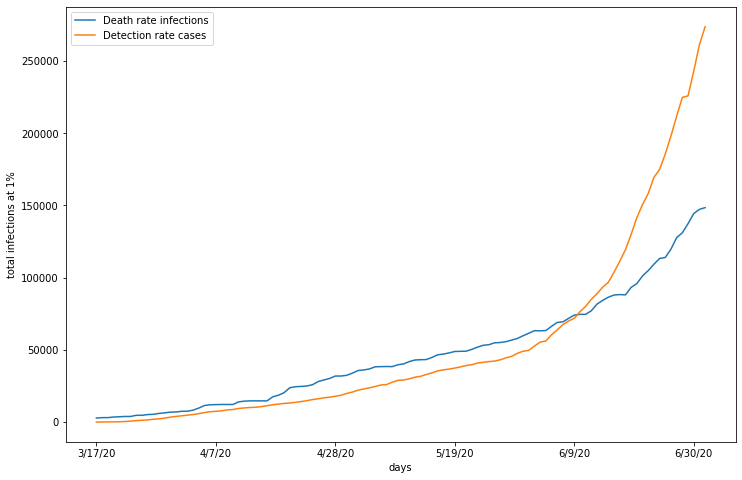 Death rate infections
Detection rate cases
250000
200000
150000
100000
50000
0
total infections at 1%
3/17/20 4/7/20 4/28/20 5/19/20 6/9/20 6/30/20
days